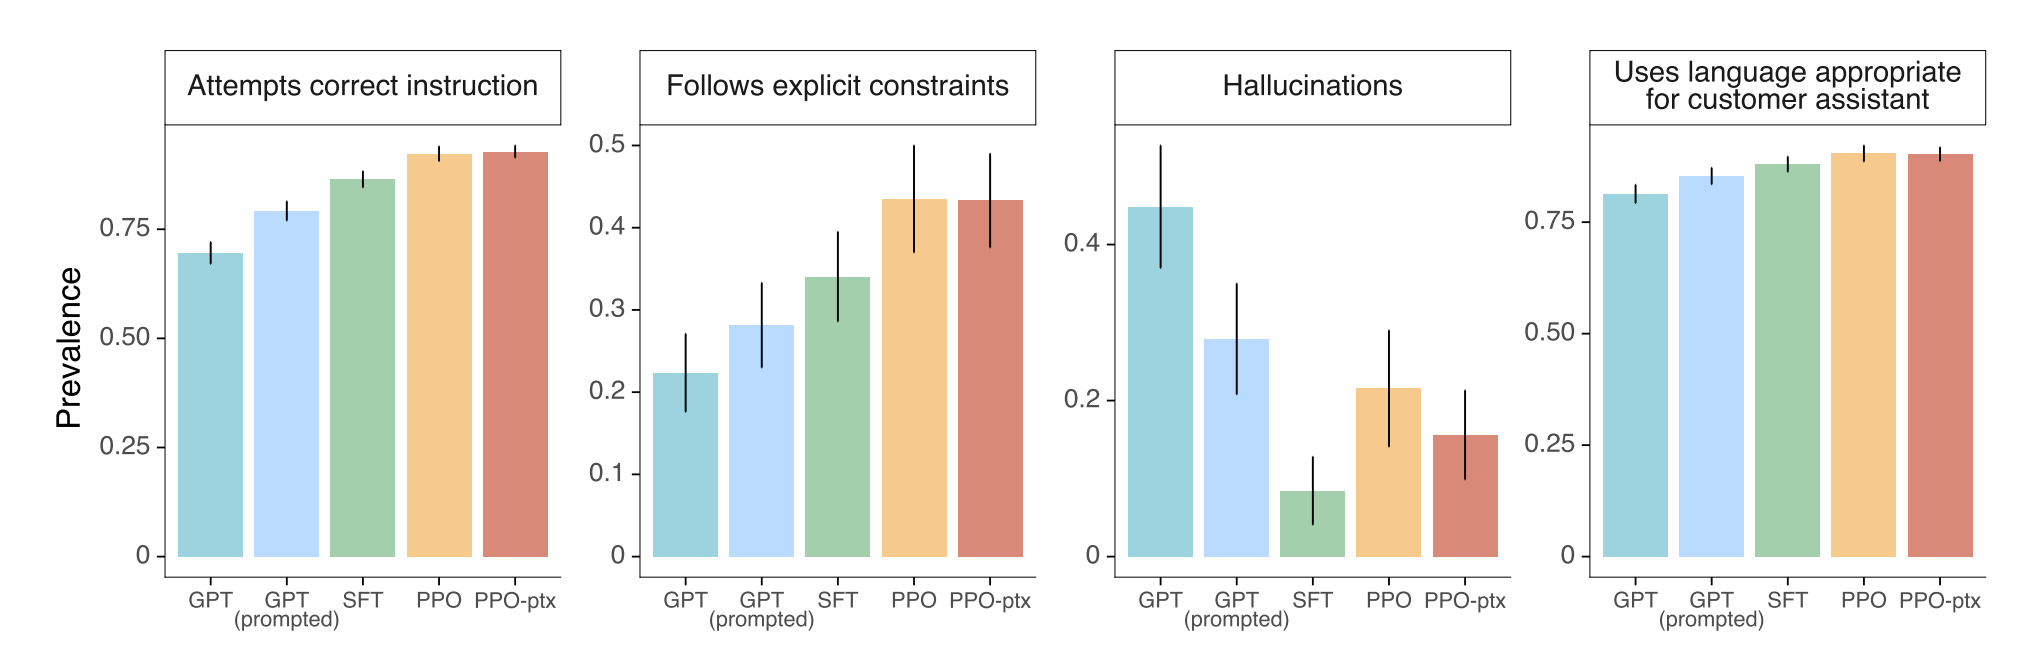 Attempts correct instruction
Follows explicit constraints
Hallucinations
Uses language appropriate
for customer assistant
Prevalence
0.75
0.50
0.25
0
GPT
GPT
(prompted)
SFT
PPO
PPO-ptx
0.5
0.4
0.3
0.2
0.1
0
GPT
GPT
(prompted)
SFT
PPO
PPO-ptx
0.4
0.2
0
GPT
GPT
(prompted)
SFT
PPO
PPO-ptx
0.75
0.50
0.25
0
GPT
GPT
(prompted)
SFT
PPO
PPO-ptx